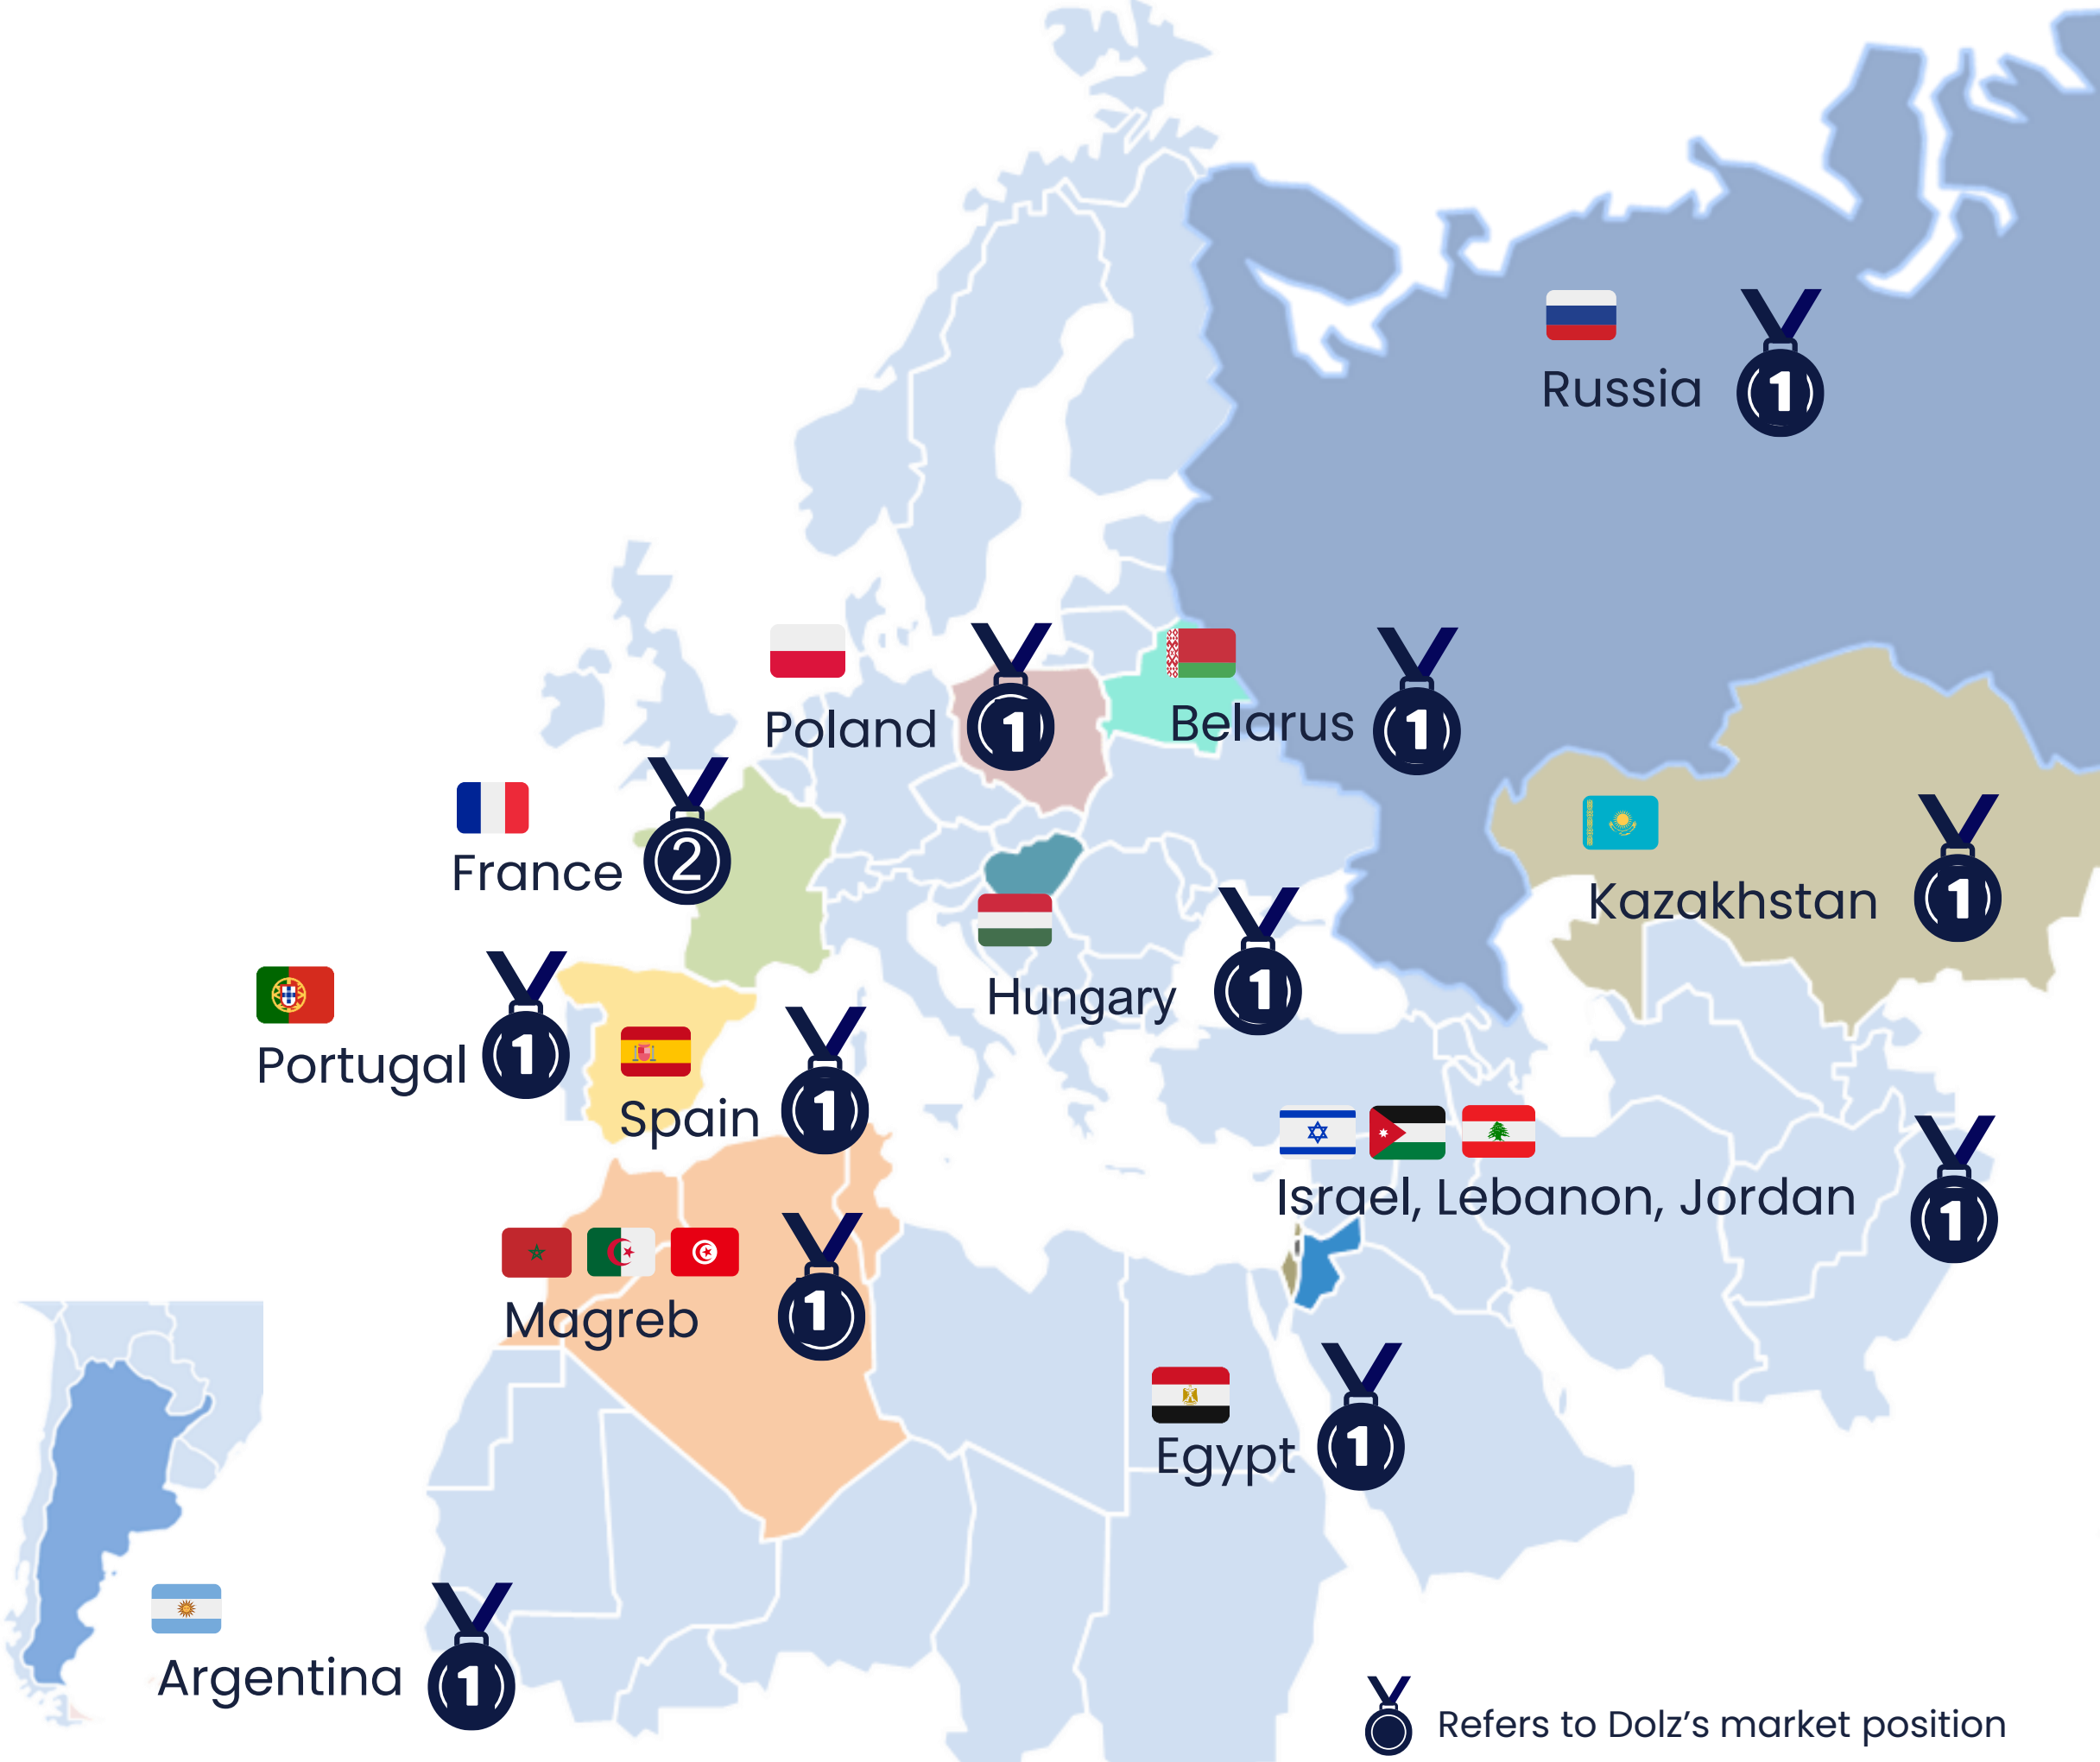 Russia
1
Poland
1
Belarus
1
France
2
Kazakhstan
1
Hungary
1
Portugal
1
Spain
1
Israel, Lebanon, Jordan
1
Magreb
1
Egypt
1
Argentina
1
Refers to Dolz’s market position